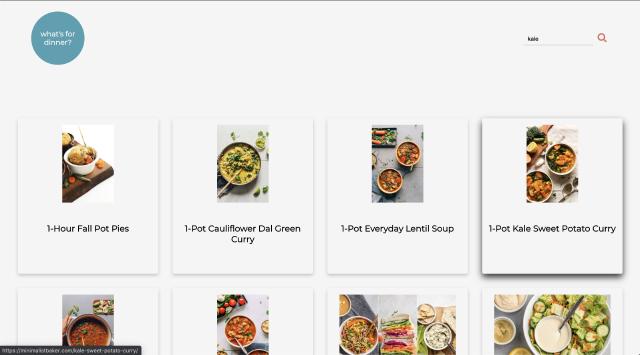 what's for
dinner?
kale
1-Hour Fall Pot Pies
1-Pot Cauliflower Dal Green
Curry
1-Pot Everyday Lentil Soup
1-Pot Kale Sweet Potato Curry
https://minimalistbaker.com/kale-sweet-potato-curry/